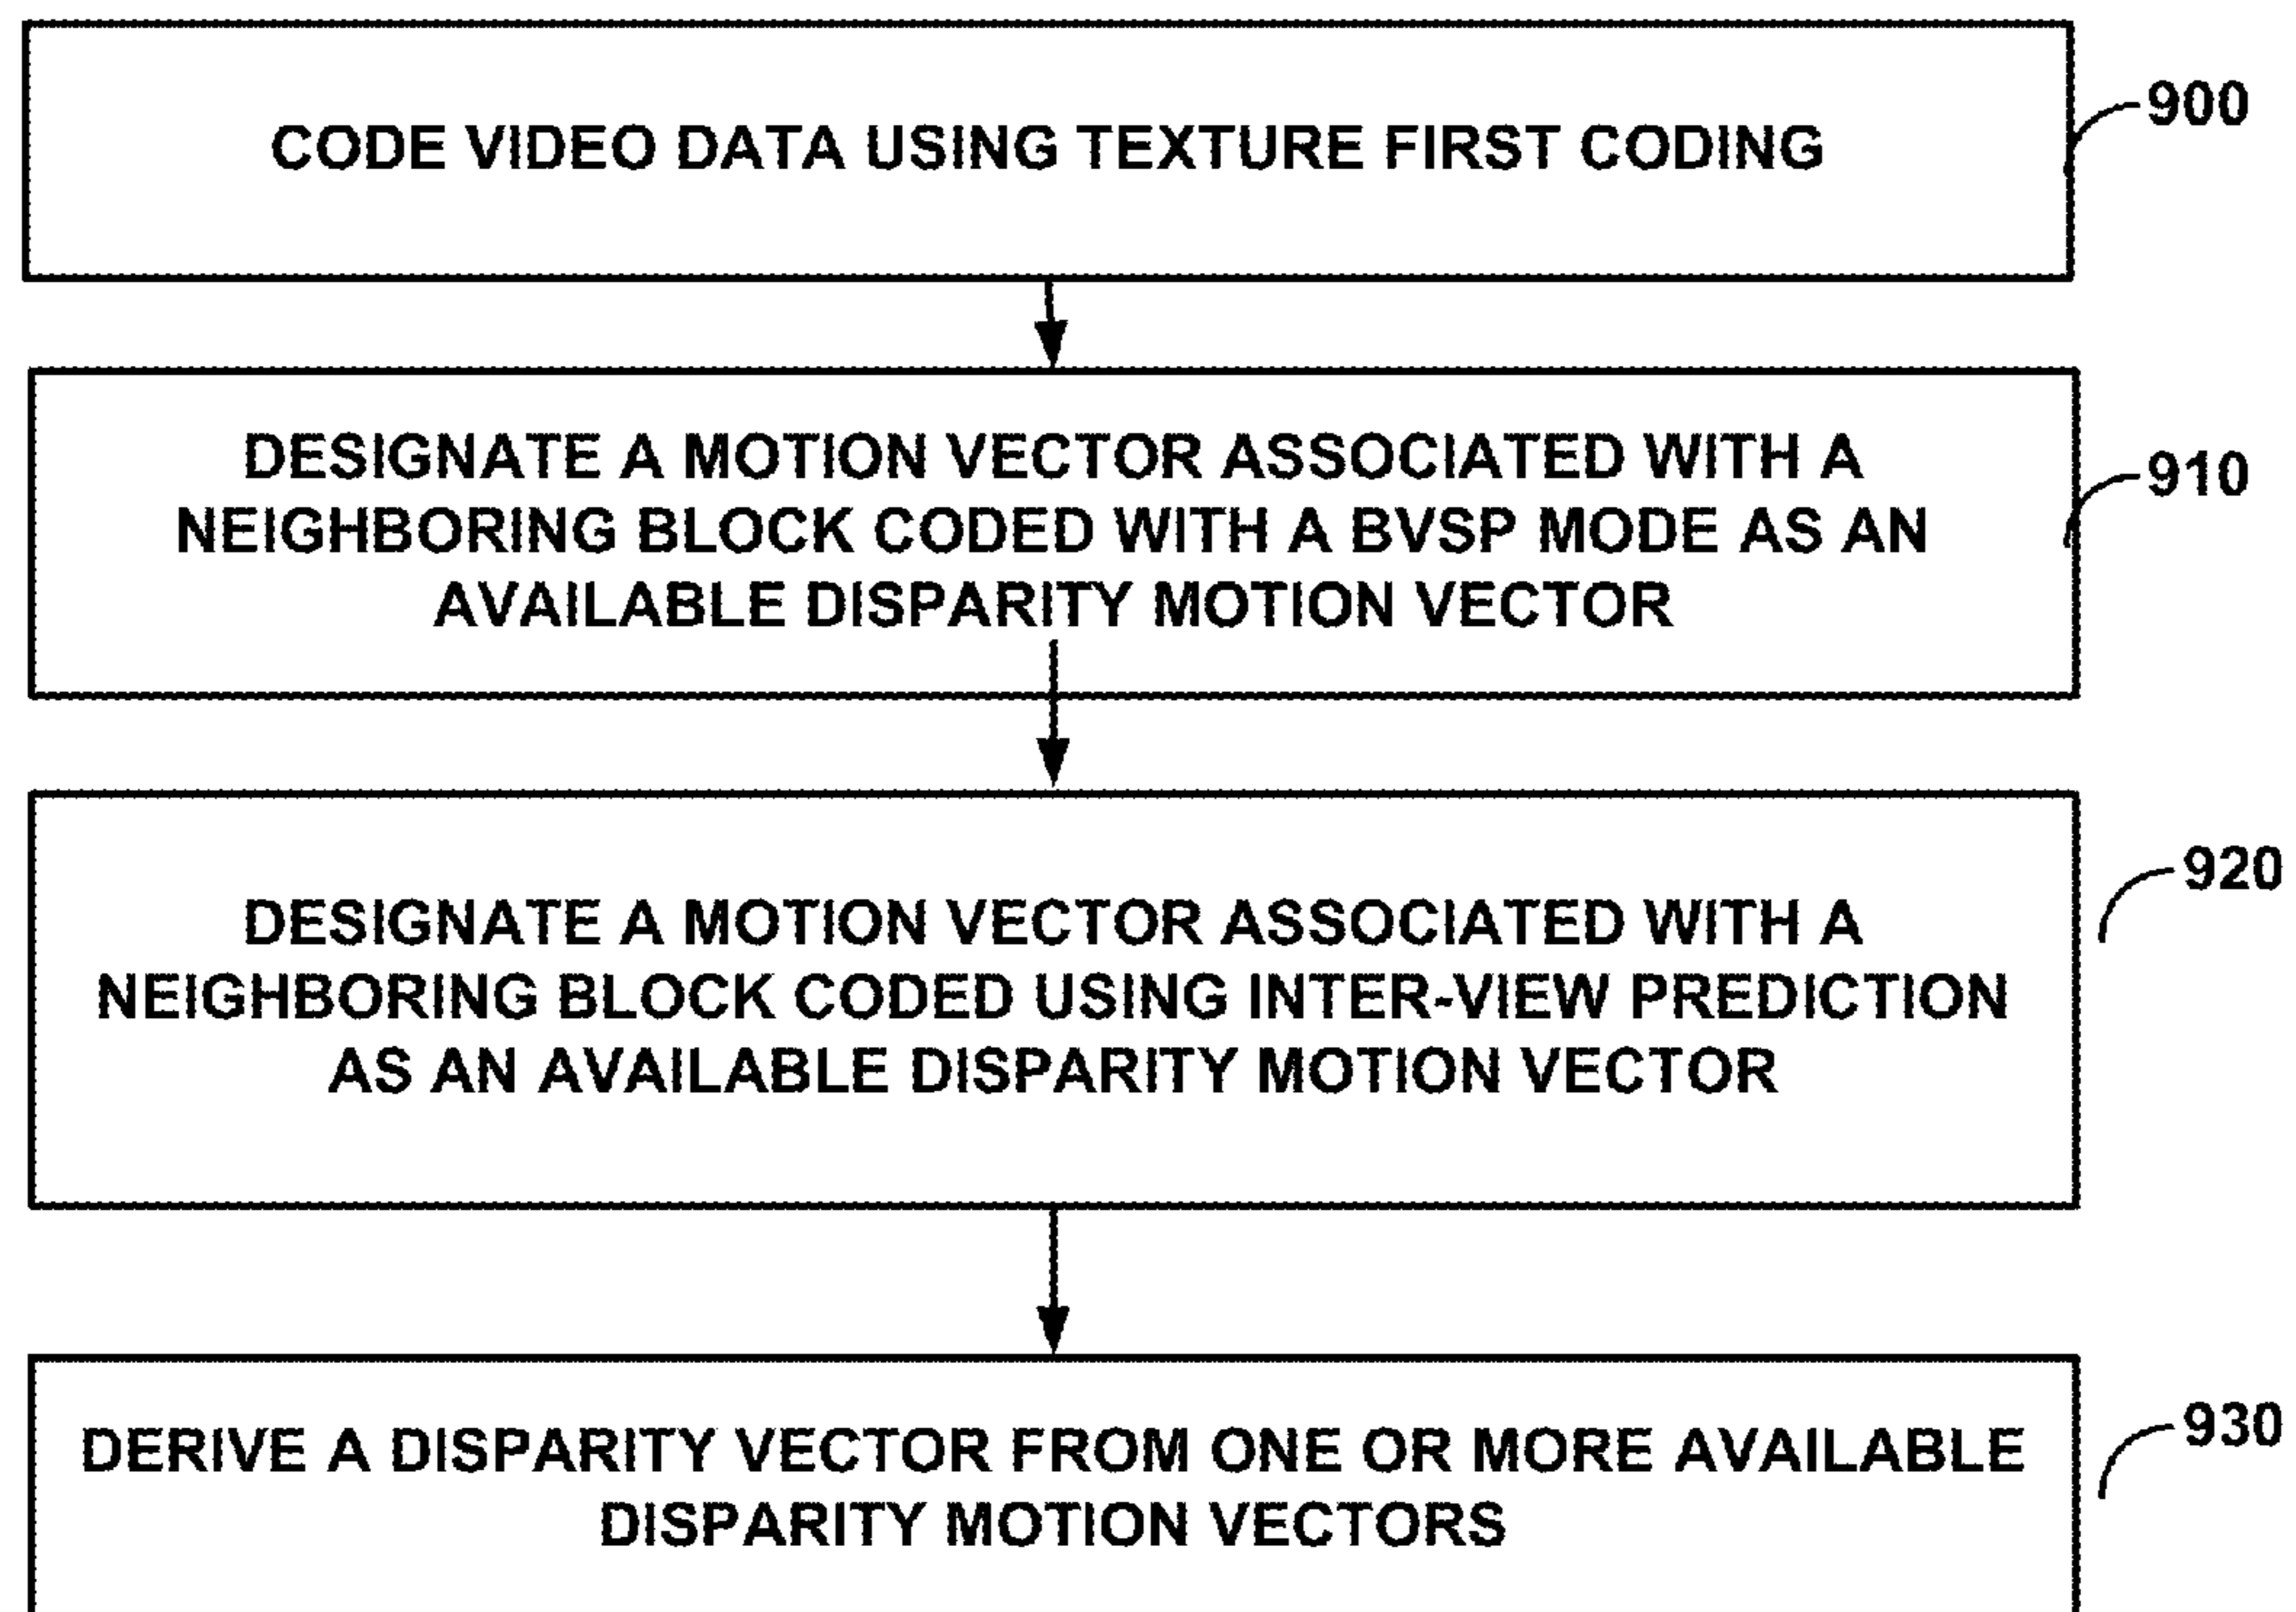 CODE VIDEO DATA USING TEXTURE FIRST CODING
900
DESIGNATE A MOTION VECTOR ASSOCIATED WITH A
NEIGHBORING BLOCK CODED WITH A BVSP MODE AS AN
AVAILABLE DISPARITY MOTION VECTOR
910
DESIGNATE A MOTION VECTOR ASSOCIATED WITH A
NEIGHBORING BLOCK CODED USING INTER-VIEW PREDICTION
AS AN AVAILABLE DISPARITY MOTION VECTOR
920
DERIVE A DISPARITY VECTOR FROM ONE OR MORE AVAILABLE
DISPARITY MOTION VECTORS
930